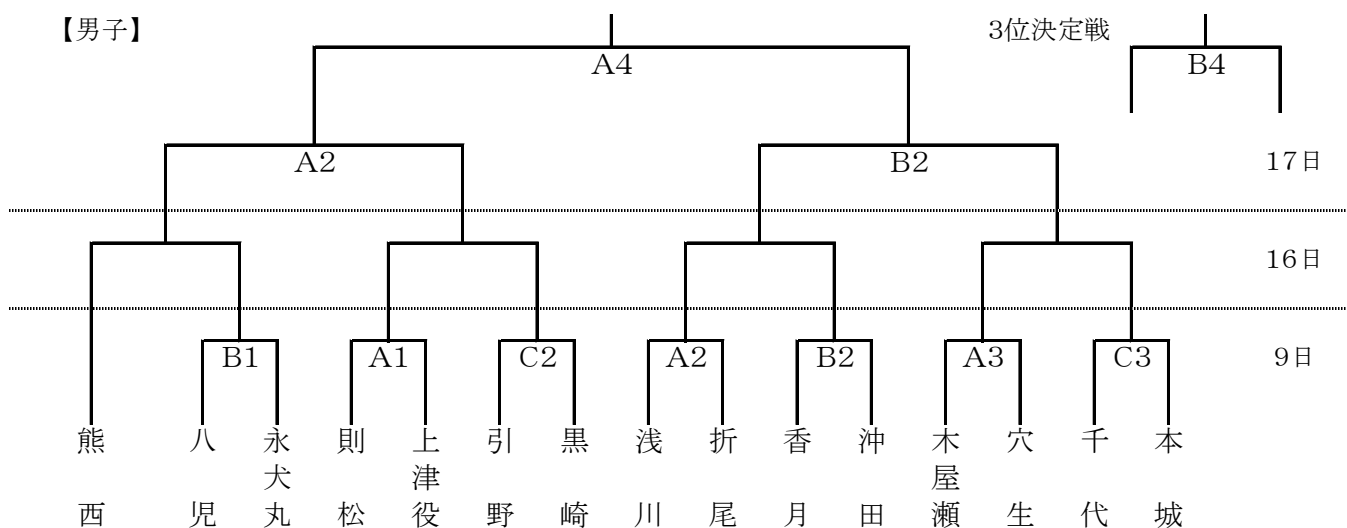 【男子】
3位決定戦
A4
B4
A2
B2
17日
16日
B1
A1
C2
A2
B2
A3
C3
9日
熊西
八児
永犬丸
則松
上津役
引野
黒崎
浅川
折尾
香月
沖田
木屋瀬
穴生
千代
本城